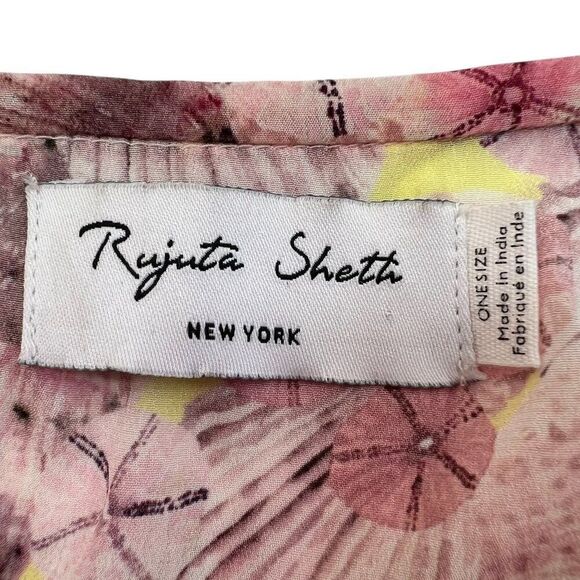 Rujuta Sheth
NEW YORK
ONE SIZE
Made In India
Fabriqué en Inde